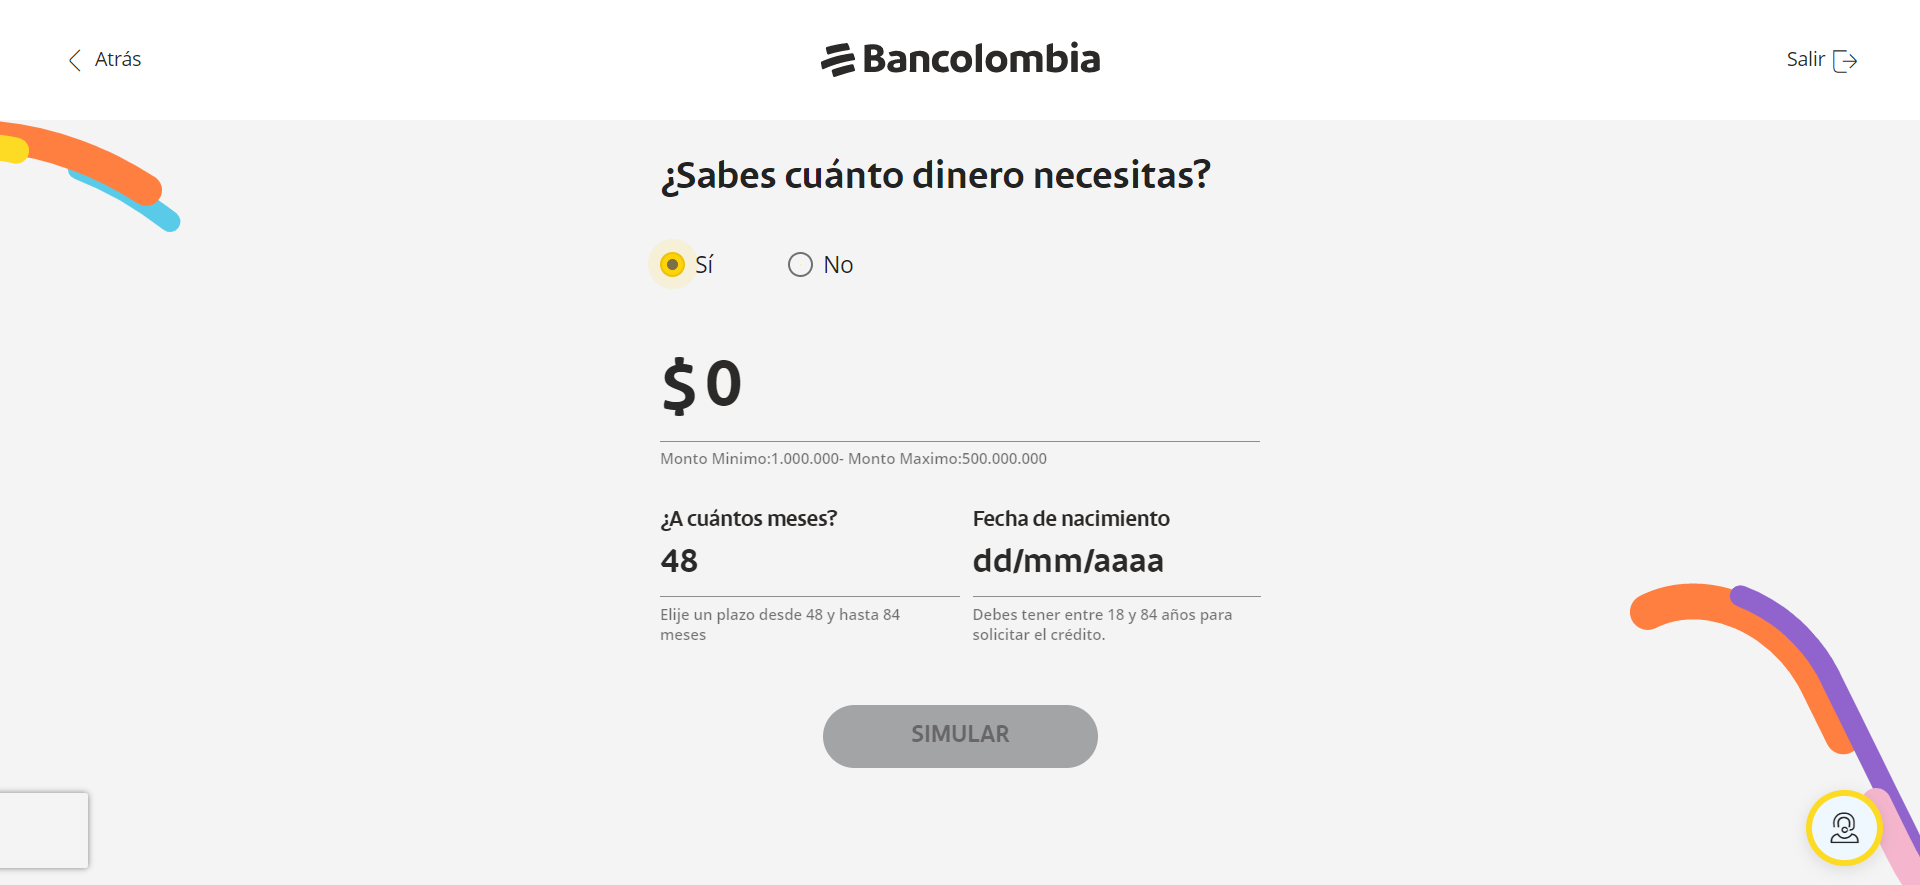 Atrás
Bancolombia
Salir
¿Sabes cuánto dinero necesitas?
Sí
No
$ 0
Monto Minimo:1.000.000- Monto Maximo:500.000.000
¿A cuántos meses?
48
Elije un plazo desde 48 y hasta 84
meses
Fecha de nacimiento
dd/mm/aaaa
Debes tener entre 18 y 84 años para
solicitar el crédito.
SIMULAR